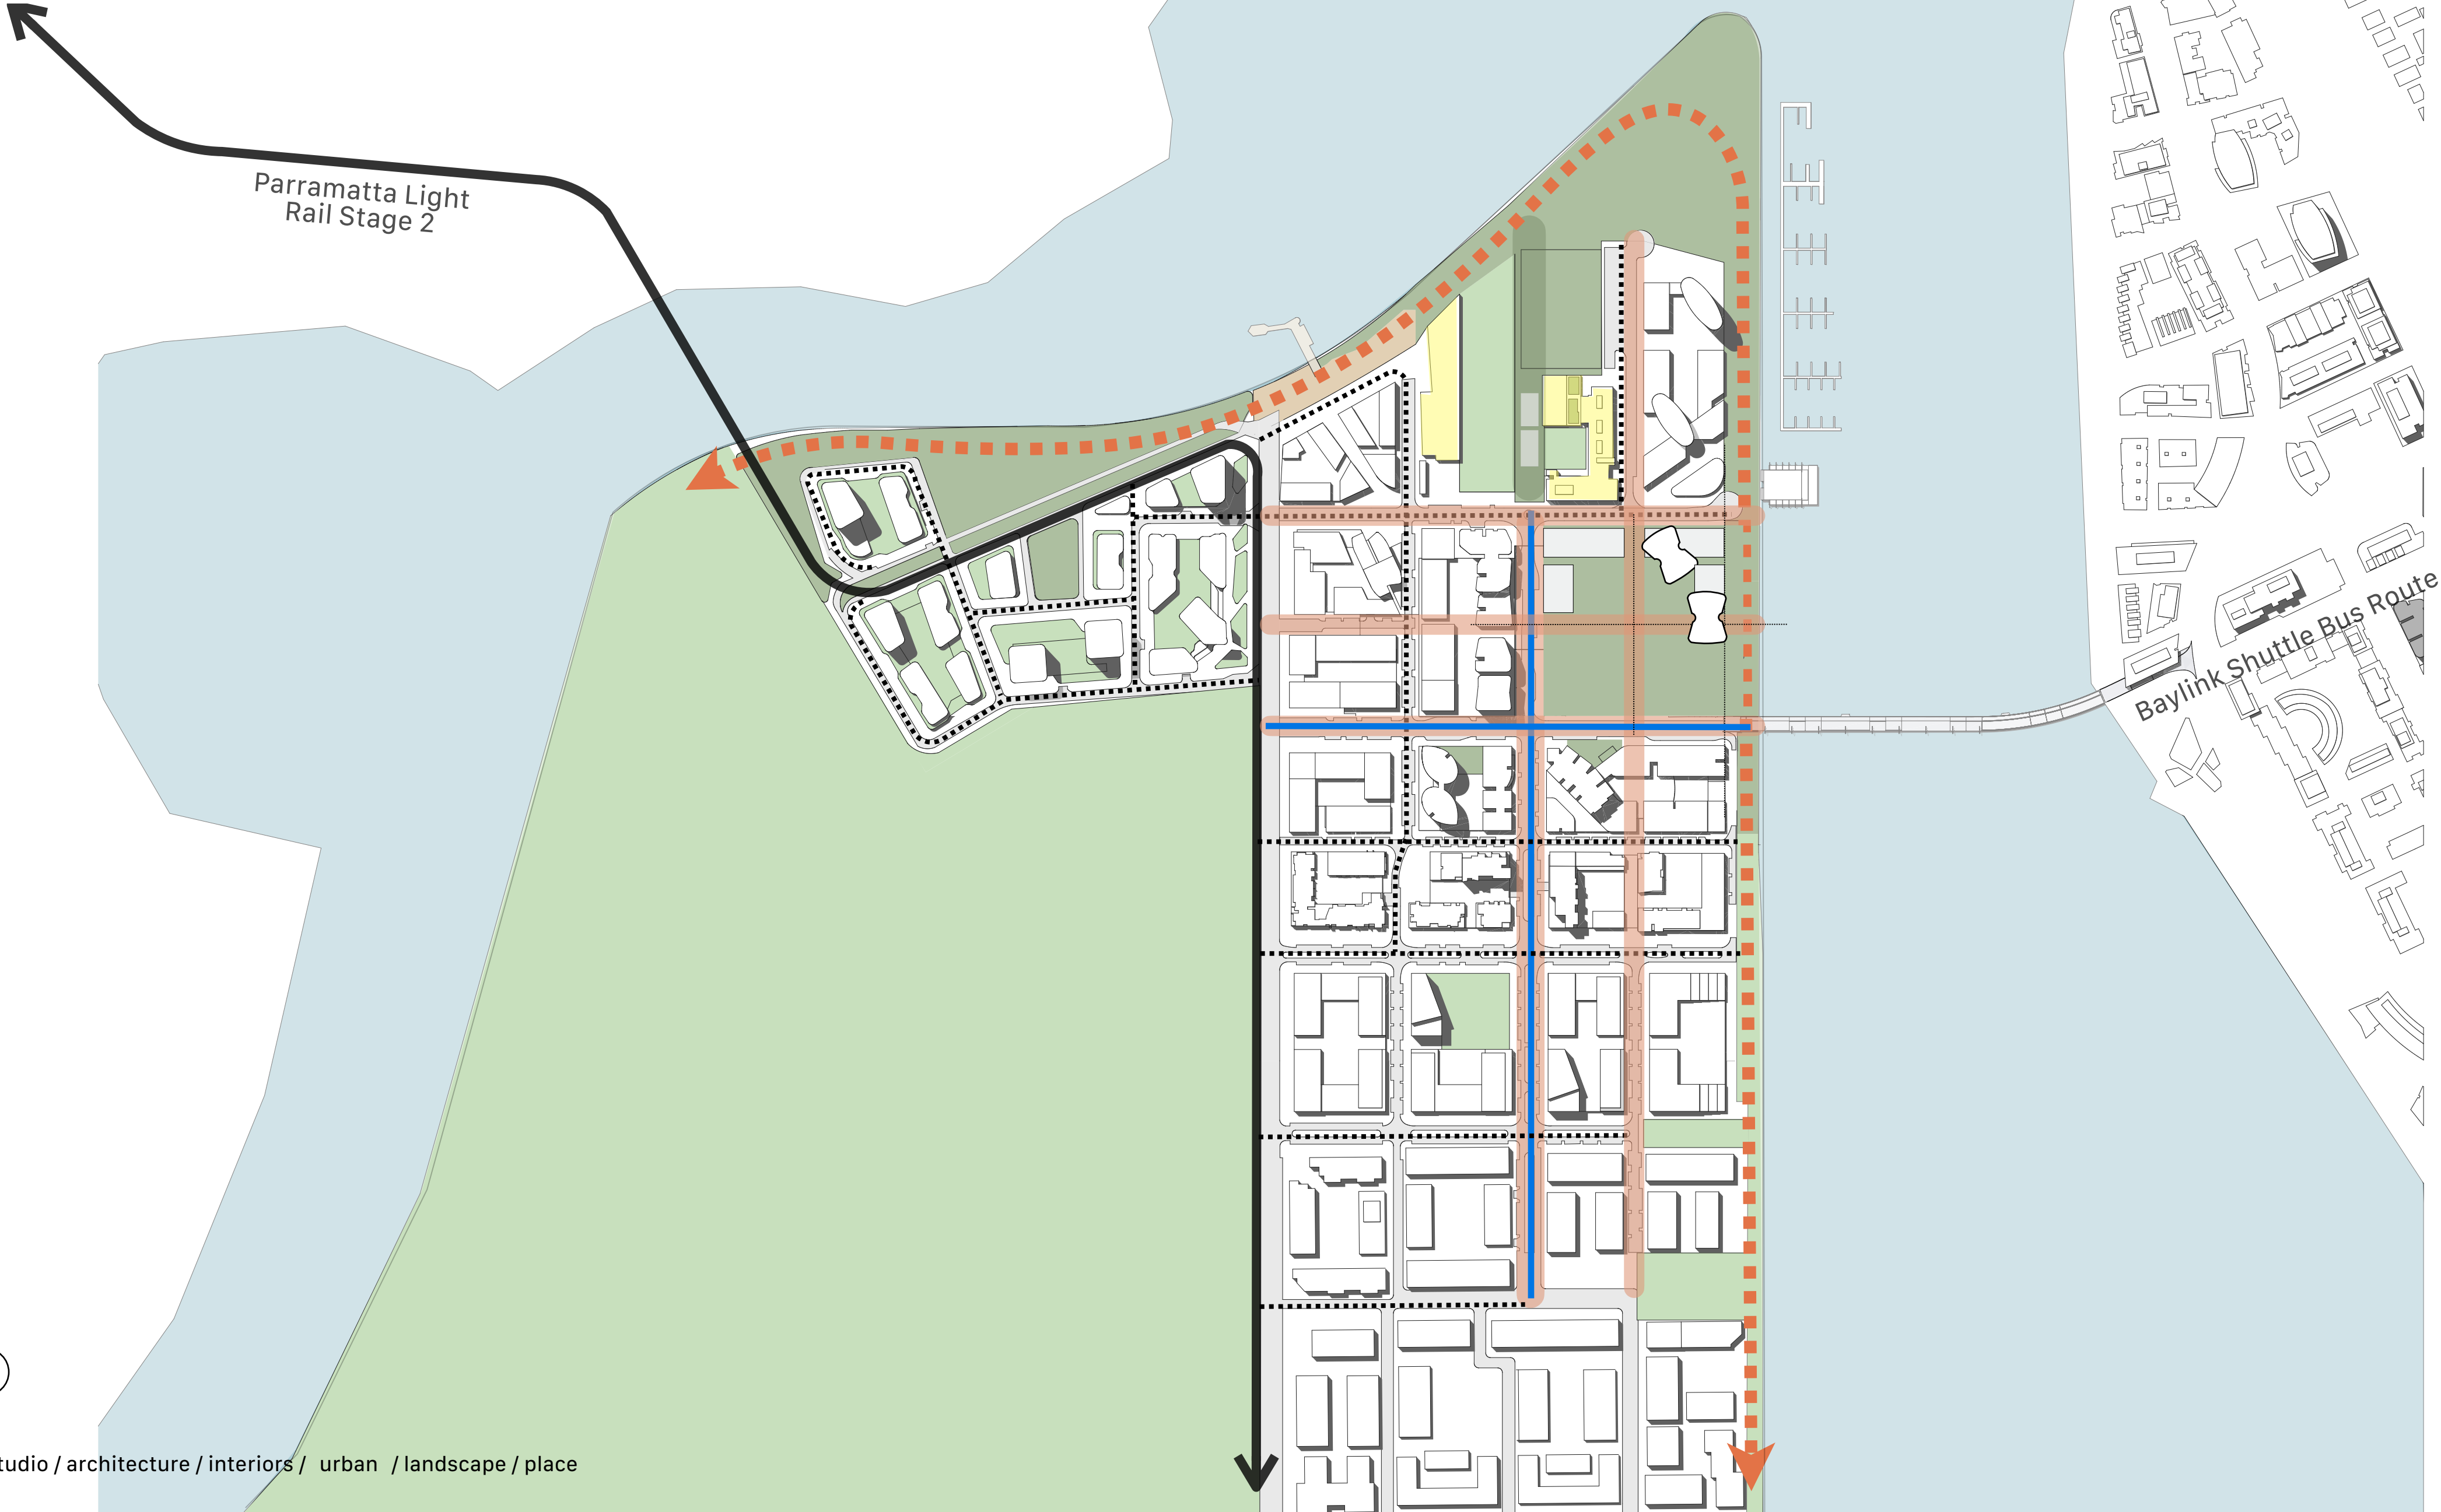 Parramatta Light
Rail Stage 2
Baylink Shuttle Bus Route
tudio / architecture / interiors / urban / landscape / place